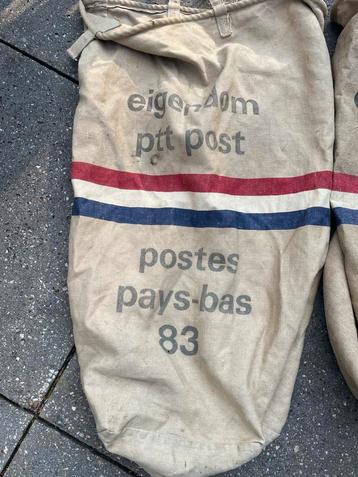 eigendom
ptt post
postes
pays-bas
83